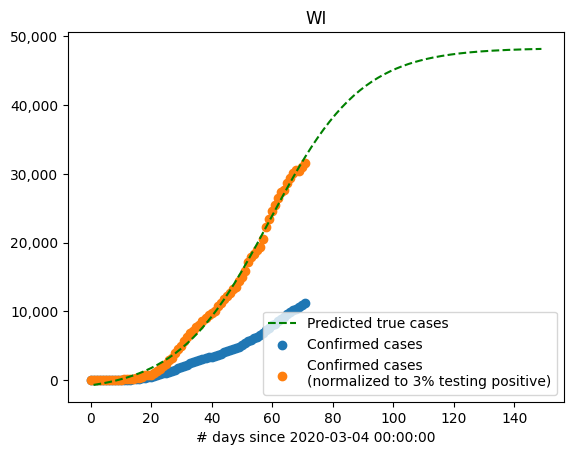 WI
50,000
40,000
30,000
20,000
10,000
0
Predicted true cases
Confirmed cases
Confirmed cases
(normalized to 3% testing positive)
0 20 40 60 80 100 120 140
# days since 2020-03-04 00:00:00